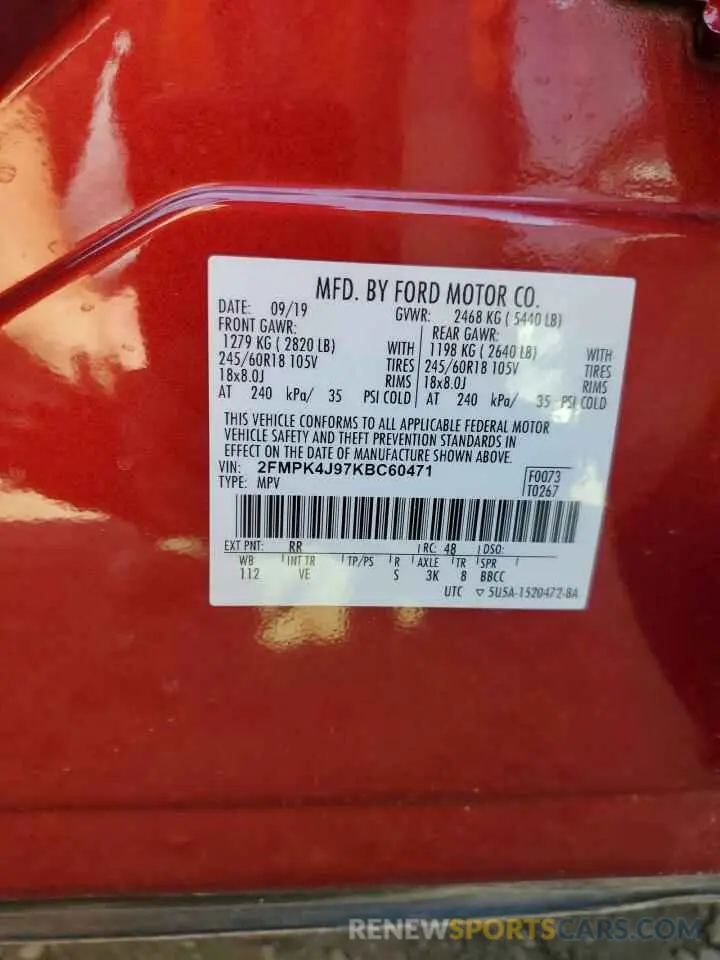 MFD. BY FORD MOTOR CO.
DATE: 09/19 GVWR: 2468 KG ( 5440 LB)
FRONT GAWR: REAR GAWR:
1279 KG ( 2820 LB) WITH 1198 KG ( 2640 LB) WITH
245/60R18 105V TIRES 245/60R18 105V TIRES
18x8.0J RIMS 18x8.0J RIMS
AT 240 kPa/ 35 PSI COLD AT 240 kPa/ 35 PSI COLD
THIS VEHICLE CONFORMS TO ALL APPLICABLE FEDERAL MOTOR
VEHICLE SAFETY AND THEFT PREVENTION STANDARDS IN
EFFECT ON THE DATE OF MANUFACTURE SHOWN ABOVE.
VIN: 2FMPK4J97KBC60471 F0073
TYPE: MPV T0267
EXT PNT: RR RC: 48 DSO:
WB INT TR TP/PS R AXLE TR SPR
112 VE S 3K 8 BBCC
UTC ▽ 5U5A-1520472-BA
RENEWSPORTSCARS.COM